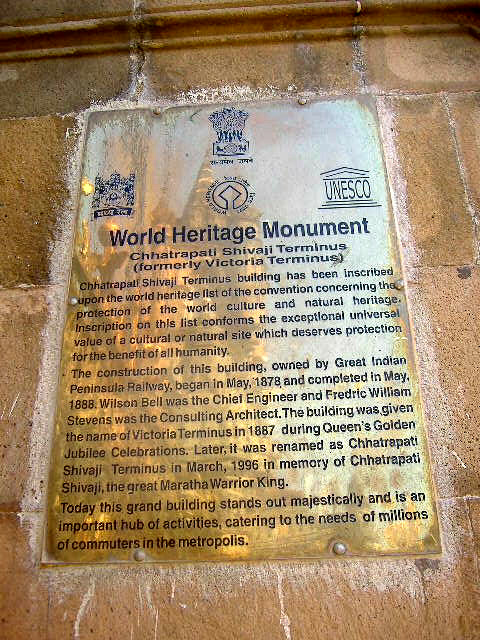 सत्यमेव जयते
UNESCO
मध्य रेल
World Heritage Monument
Chhatrapati Shivaji Terminus
(formerly Victoria Terminus)
Chhatrapati Shivaji Terminus building has been inscribed
upon the world heritage list of the convention concerning the
protection of the world culture and natural heritage.
Inscription on this list conforms the exceptional universal
value of a cultural or natural site which deserves protection
for the benefit of all humanity.
The construction of this building, owned by Great Indian
Peninsula Railway, began in May, 1878 and completed in May,
1888. Wilson Bell was the Chief Engineer and Fredric William
Stevens was the Consulting Architect. The building was given
the name of Victoria Terminus in 1887 during Queen's Golden
Jubilee Celebrations. Later, it was renamed as Chhatrapati
Shivaji Terminus in March, 1996 in memory of Chhatrapati
Shivaji, the great Maratha Warrior King.
Today this grand building stands out majestically and is an
important hub of activities, catering to the needs of millions
of commuters in the metropolis.